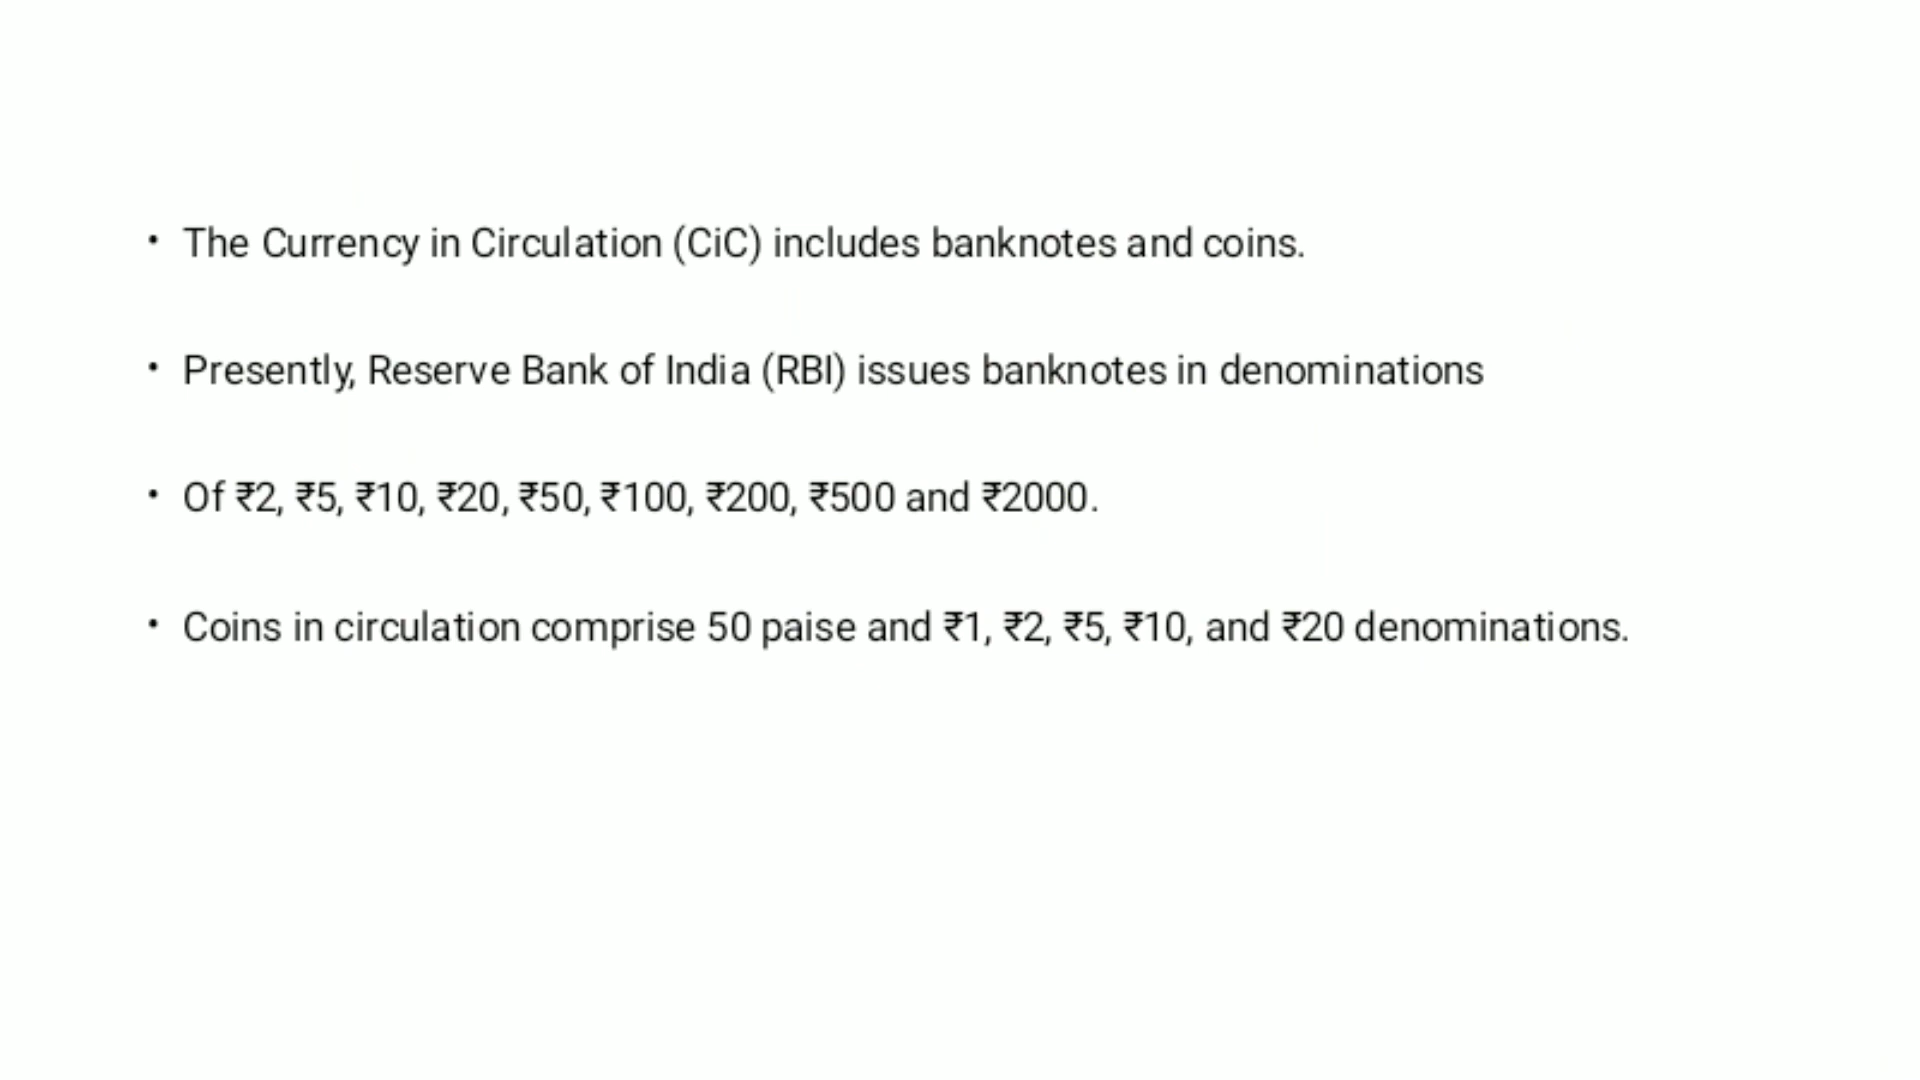 • The Currency in Circulation (CiC) includes banknotes and coins.
• Presently, Reserve Bank of India (RBI) issues banknotes in denominations
• Of ₹2, ₹5, ₹10, ₹20, ₹50, ₹100, ₹200, ₹500 and ₹2000.
• Coins in circulation comprise 50 paise and ₹1, ₹2, ₹5, ₹10, and ₹20 denominations.